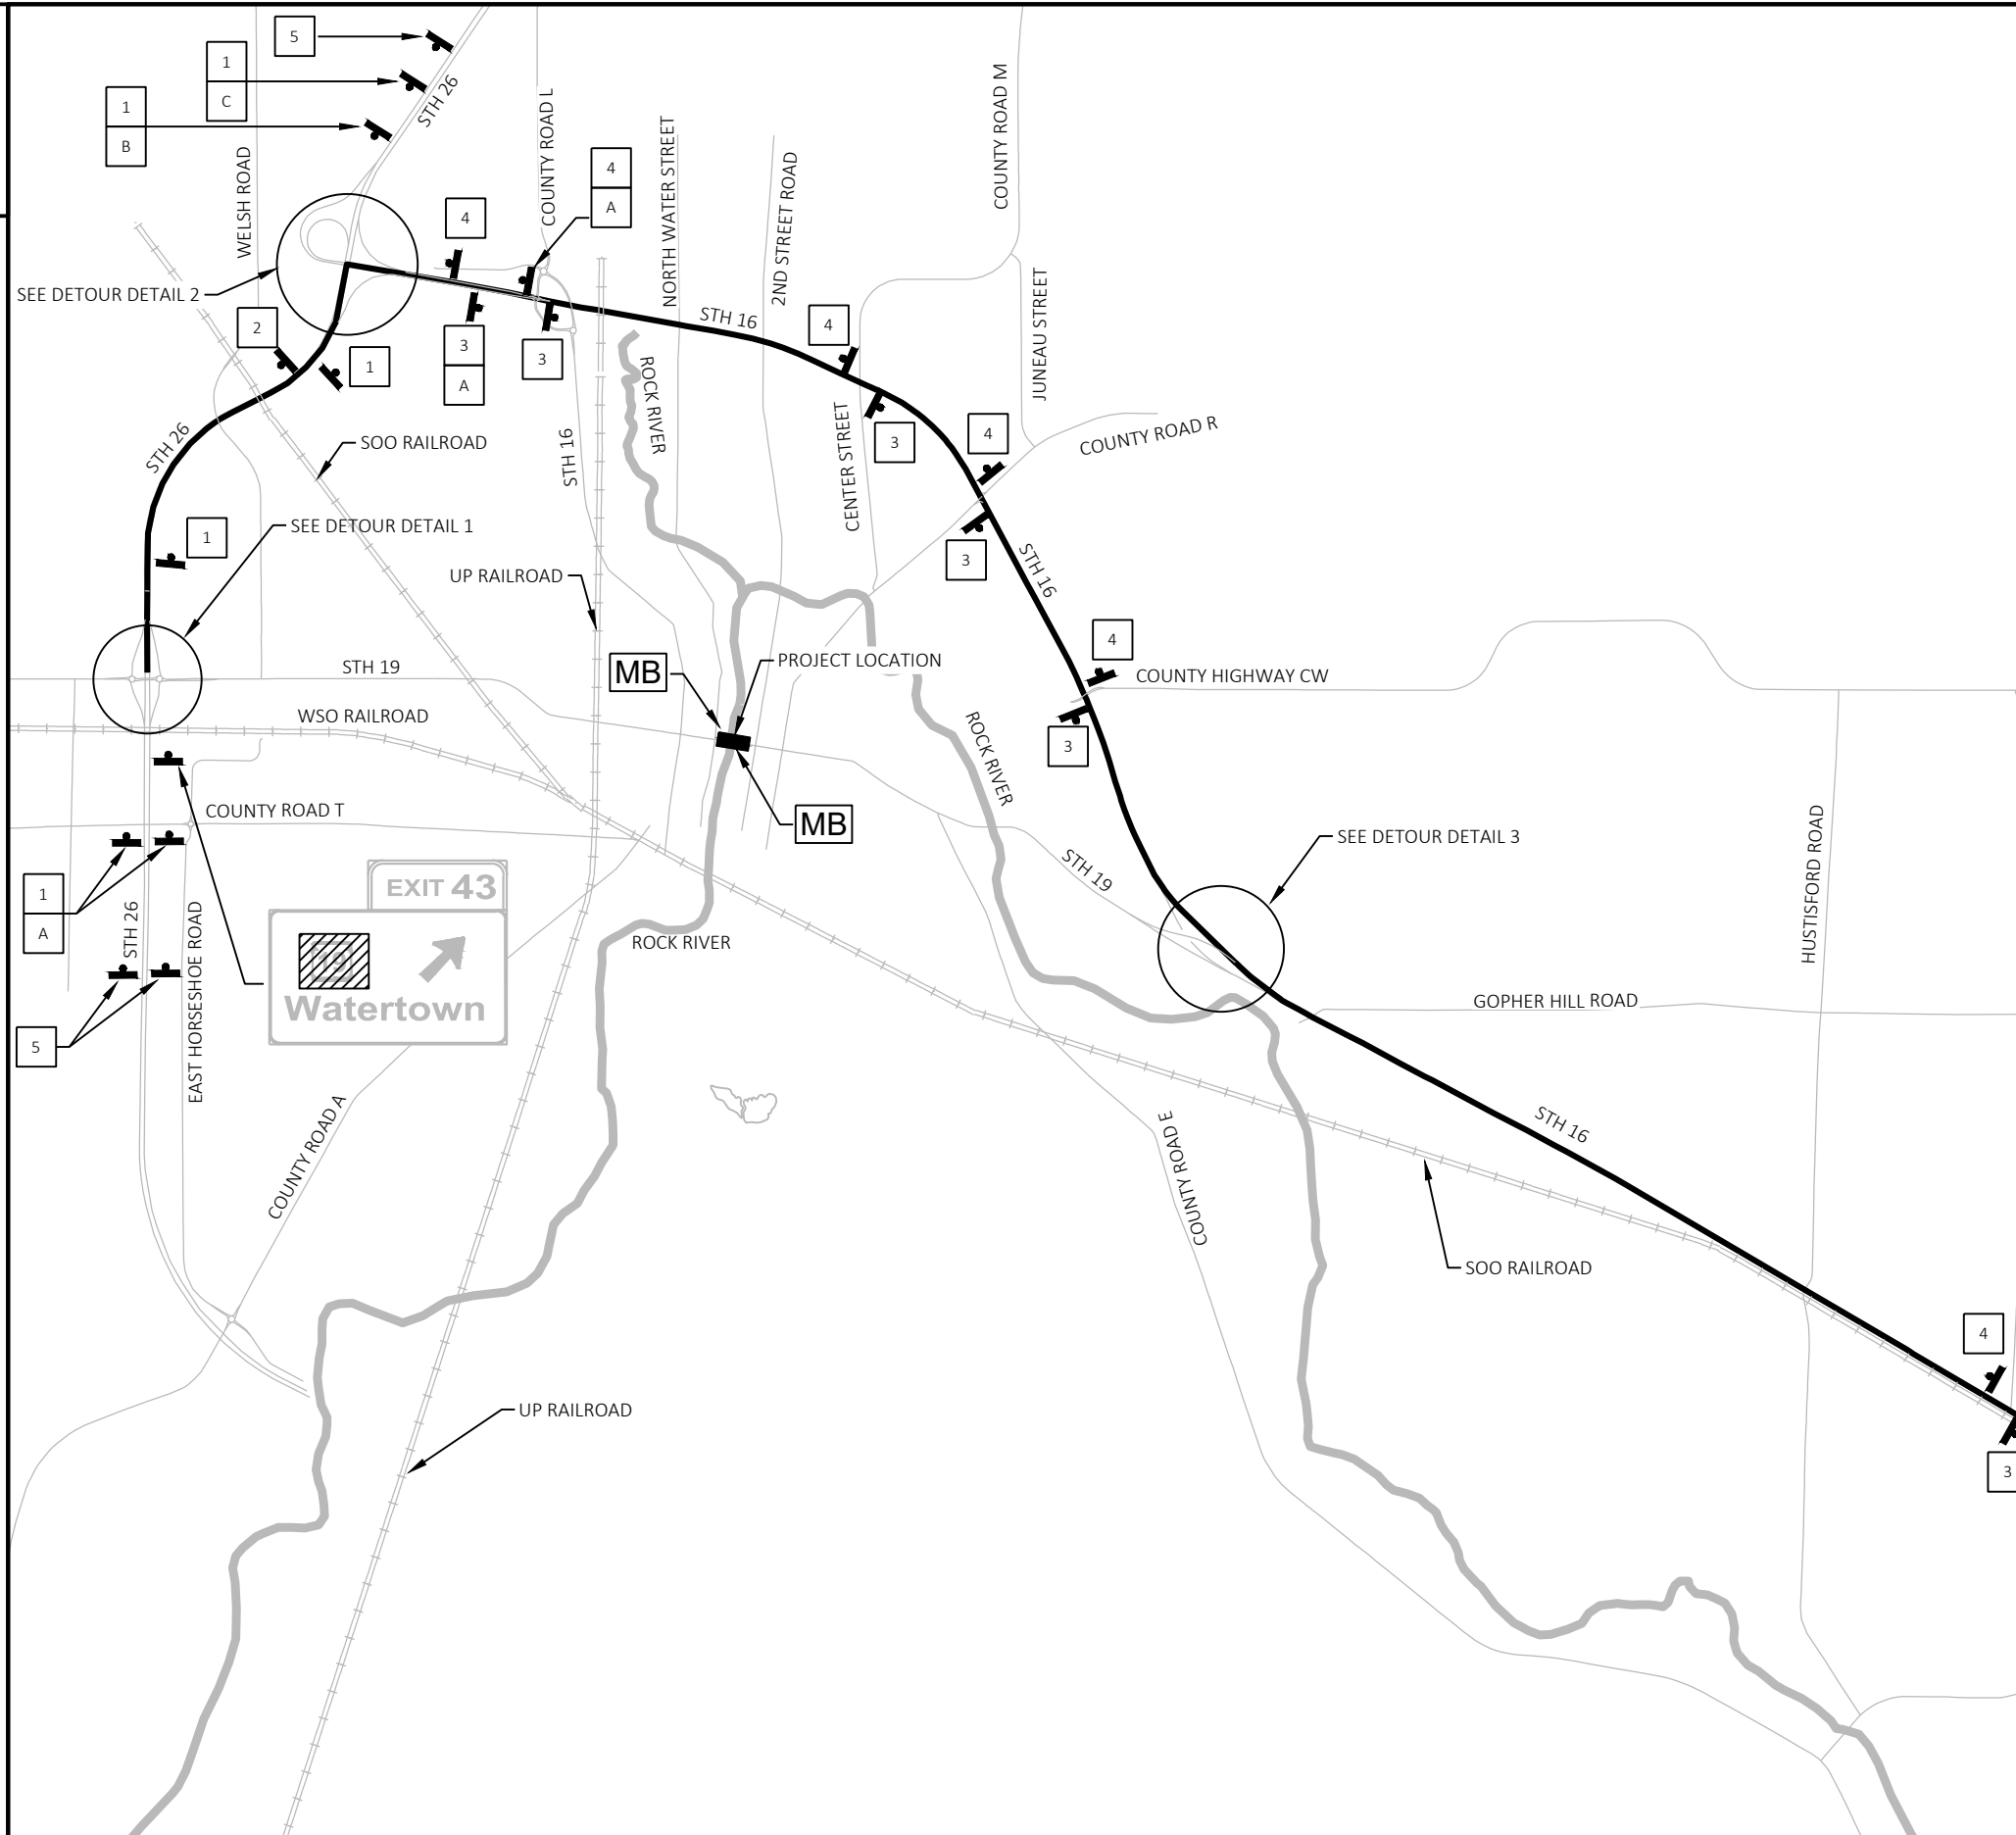 5
1
C
1
B
STH 26
WELSH ROAD
COUNTY ROAD L
NORTH WATER STREET
2ND STREET ROAD
COUNTY ROAD M
4
A
4
SEE DETOUR DETAIL 2
2
1
3
A
3
STH 16
4
JUNEAU STREET
ROCK RIVER
CENTER STREET
3
4
COUNTY ROAD R
STH 26
SOO RAILROAD
STH 16
1
SEE DETOUR DETAIL 1
UP RAILROAD
3
STH 16
4
STH 19
MB
PROJECT LOCATION
COUNTY HIGHWAY CW
WSO RAILROAD
ROCK RIVER
3
COUNTY ROAD T
MB
SEE DETOUR DETAIL 3
HUSTISFORD ROAD
STH 19
1
A
STH 26
EAST HORSESHOE ROAD
EXIT 43
19
Watertown
ROCK RIVER
GOPHER HILL ROAD
5
COUNTY ROAD A
COUNTY ROAD E
STH 16
SOO RAILROAD
4
UP RAILROAD
3